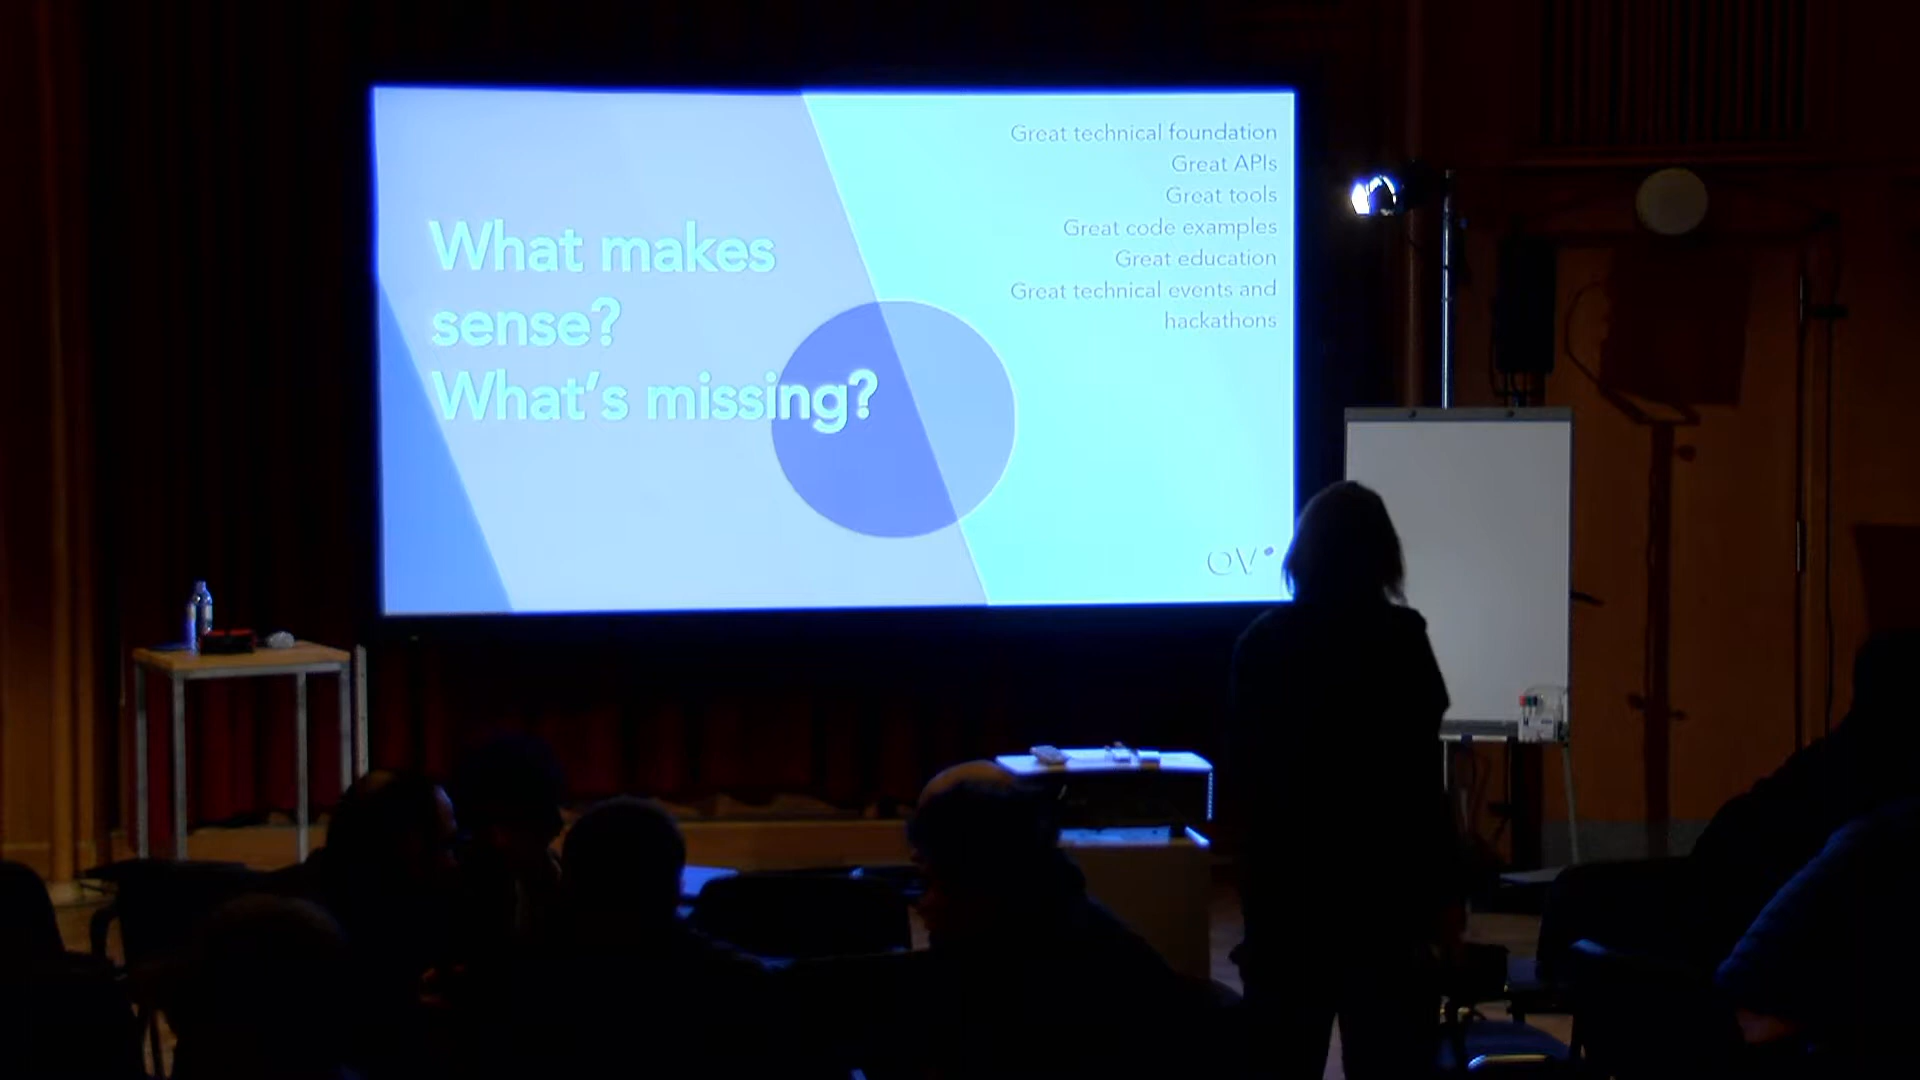 What makes
sense?
What's missing?
Great technical foundation
Great APIs
Great tools
Great code examples
Great education
Great technical events and
hackathons
OV